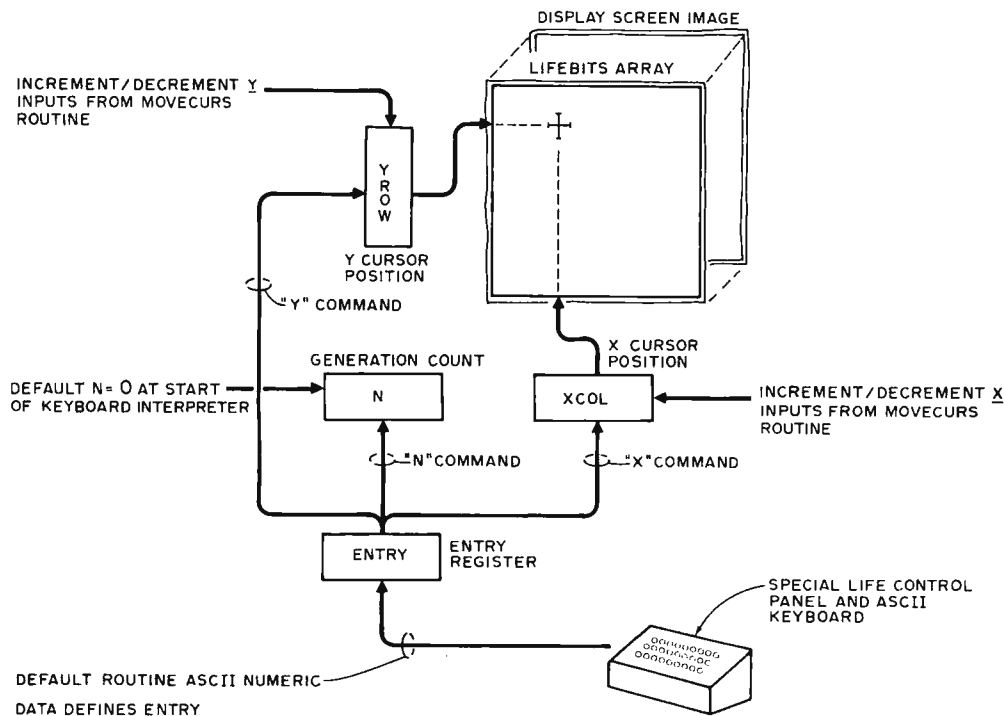 DISPLAY SCREEN IMAGE
LIFEBITS ARRAY
INCREMENT/DECREMENT Y
INPUTS FROM MOVECURS
ROUTINE
YROW
Y CURSOR
POSITION
"Y" COMMAND
GENERATION COUNT
N
X CURSOR
POSITION
XCOL
DEFAULT N=0 AT START
OF KEYBOARD INTERPRETER
INCREMENT/DECREMENT X
INPUTS FROM MOVECURS
ROUTINE
"N" COMMAND
"X" COMMAND
ENTRY
ENTRY
REGISTER
SPECIAL LIFE CONTROL
PANEL AND ASCII
KEYBOARD
DEFAULT ROUTINE ASCII NUMERIC
DATA DEFINES ENTRY